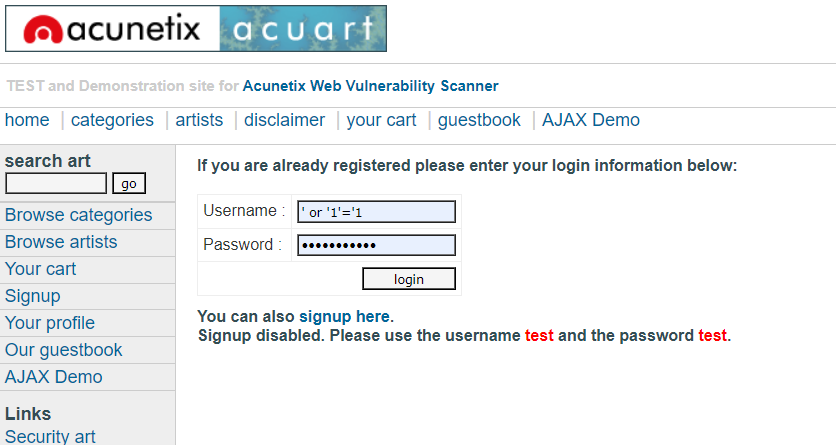 acunetix acuart
TEST and Demonstration site for Acunetix Web Vulnerability Scanner
home | categories | artists | disclaimer | your cart | guestbook | AJAX Demo
search art
go
Browse categories
Browse artists
Your cart
Signup
Your profile
Our guestbook
AJAX Demo
Links
Security art
If you are already registered please enter your login information below:
Username : ' or '1'='1
Password : •••••••••••
login
You can also signup here.
Signup disabled. Please use the username test and the password test.